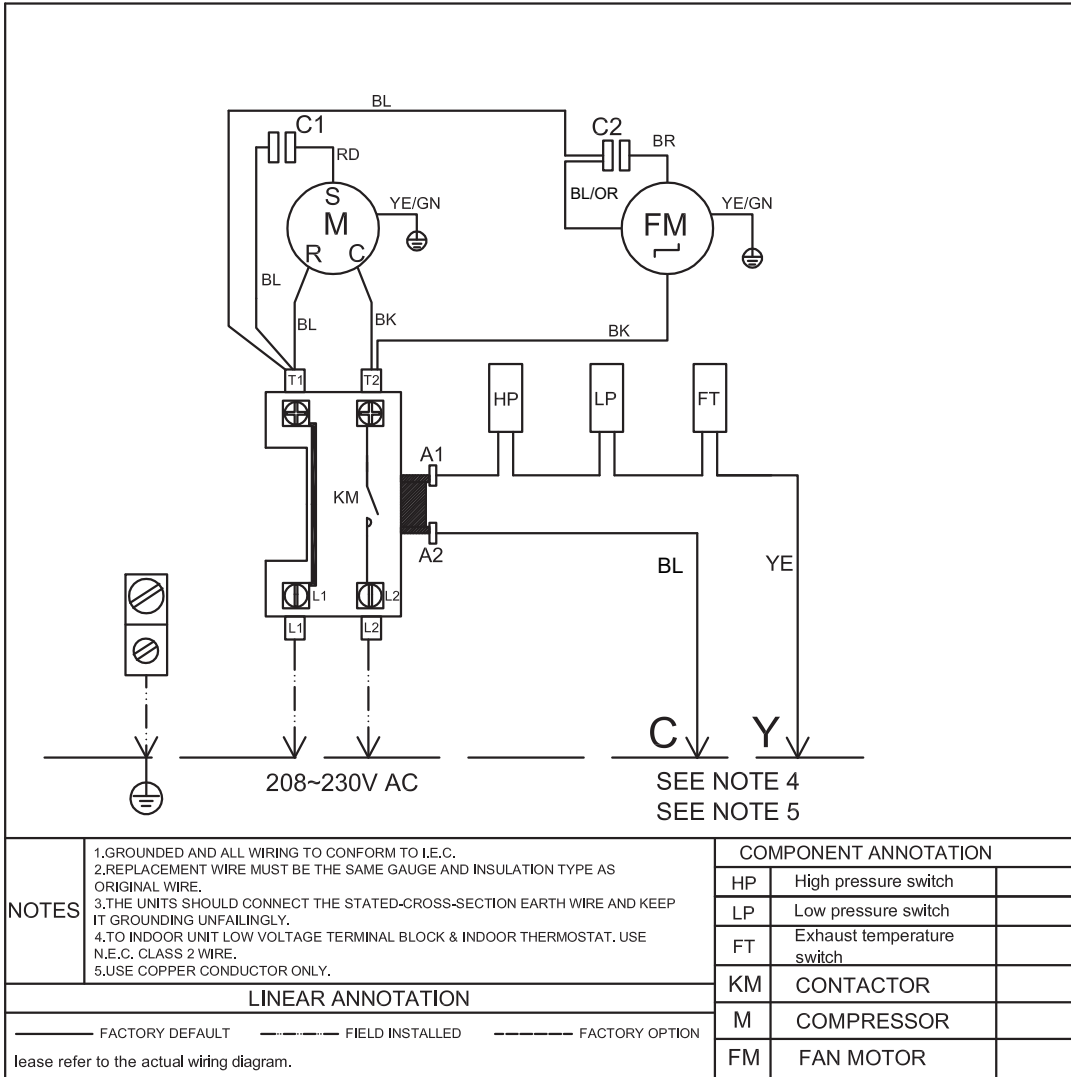 BL
C1
C2
BR
RD
BL/OR
S
YE/GN
YE/GN
M
FM
R
C
BL
BL
BK
BK
T1
T2
HP
LP
FT
A1
KM
A2
BL
YE
L1
L2
L1
L2
C
Y
208~230V AC
SEE NOTE 4
SEE NOTE 5
NOTES
1.GROUNDED AND ALL WIRING TO CONFORM TO I.E.C.
2.REPLACEMENT WIRE MUST BE THE SAME GAUGE AND INSULATION TYPE AS
ORIGINAL WIRE.
3.THE UNITS SHOULD CONNECT THE STATED-CROSS-SECTION EARTH WIRE AND KEEP
IT GROUNDING UNFAILINGLY.
4.TO INDOOR UNIT LOW VOLTAGE TERMINAL BLOCK & INDOOR THERMOSTAT. USE
N.E.C. CLASS 2 WIRE.
5.USE COPPER CONDUCTOR ONLY.
LINEAR ANNOTATION
FACTORY DEFAULT
FIELD INSTALLED
FACTORY OPTION
lease refer to the actual wiring diagram.
COMPONENT ANNOTATION
HP High pressure switch
LP Low pressure switch
FT Exhaust temperature
switch
KM CONTACTOR
M COMPRESSOR
FM FAN MOTOR